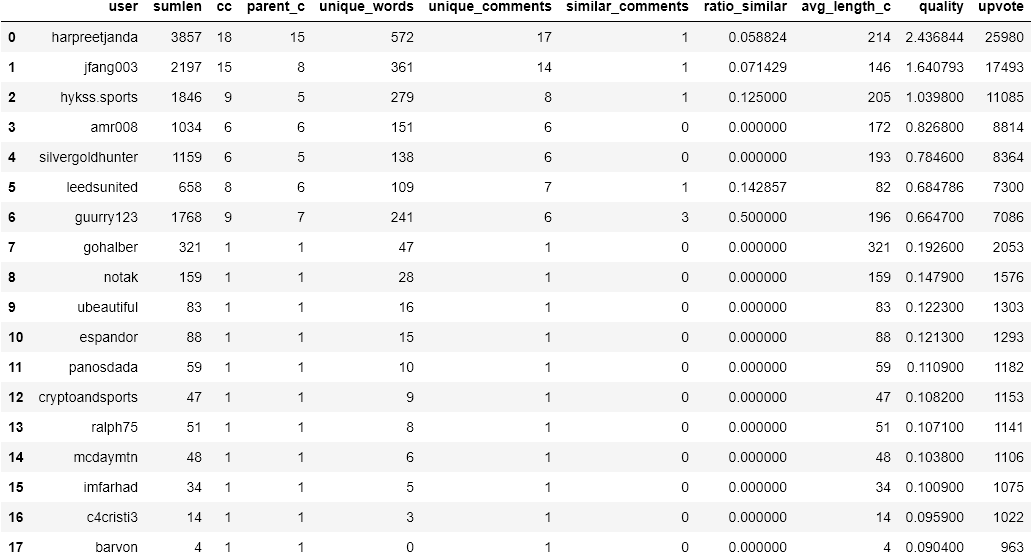 user sumlen cc parent_c unique_words unique_comments similar_comments ratio_similar avg_length_c quality upvote
0 harpreetjanda 3857 18 15 572 17 1 0.058824 214 2.436844 25980
1 jfang003 2197 15 8 361 14 1 0.071429 146 1.640793 17493
2 hykss.sports 1846 9 5 279 8 1 0.125000 205 1.039800 11085
3 amr008 1034 6 6 151 6 0 0.000000 172 0.826800 8814
4 silvergoldhunter 1159 6 5 138 6 0 0.000000 193 0.784600 8364
5 leedsunited 658 8 6 109 7 1 0.142857 82 0.684786 7300
6 guurry123 1768 9 7 241 6 3 0.500000 196 0.664700 7086
7 gohalber 321 1 1 47 1 0 0.000000 321 0.192600 2053
8 notak 159 1 1 28 1 0 0.000000 159 0.147900 1576
9 ubeautiful 83 1 1 16 1 0 0.000000 83 0.122300 1303
10 espandor 88 1 1 15 1 0 0.000000 88 0.121300 1293
11 panosdada 59 1 1 10 1 0 0.000000 59 0.110900 1182
12 cryptoandsports 47 1 1 9 1 0 0.000000 47 0.108200 1153
13 ralph75 51 1 1 8 1 0 0.000000 51 0.107100 1141
14 mcdaymtn 48 1 1 6 1 0 0.000000 48 0.103800 1106
15 imfarhad 34 1 1 5 1 0 0.000000 34 0.100900 1075
16 c4cristi3 14 1 1 3 1 0 0.000000 14 0.095900 1022
17 barvon 4 1 1 0 1 0 0.000000 4 0.090400 963